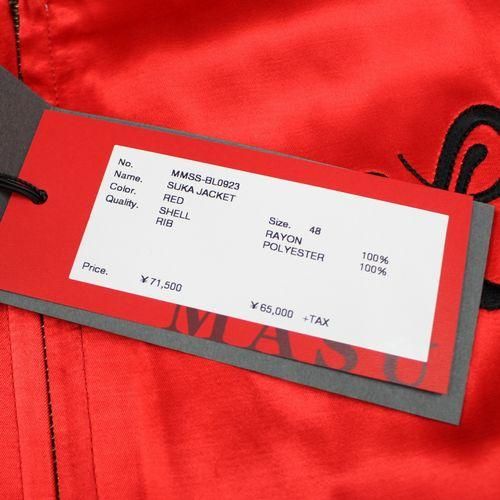 No. MMSS-BL0923
Name. SUKA JACKET
Color. RED Size. 48
Quality. SHELL RAYON 100%
RIB POLYESTER 100%
Price. ¥71,500
¥65,000 +TAX
MASU